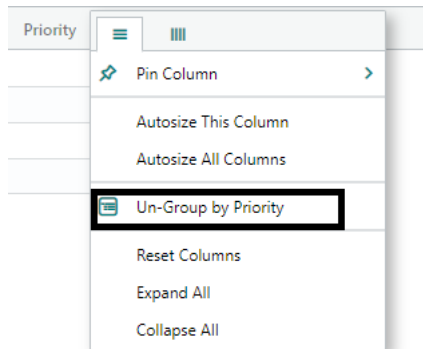 Priority
Pin Column
Autosize This Column
Autosize All Columns
Un-Group by Priority
Reset Columns
Expand All
Collapse All